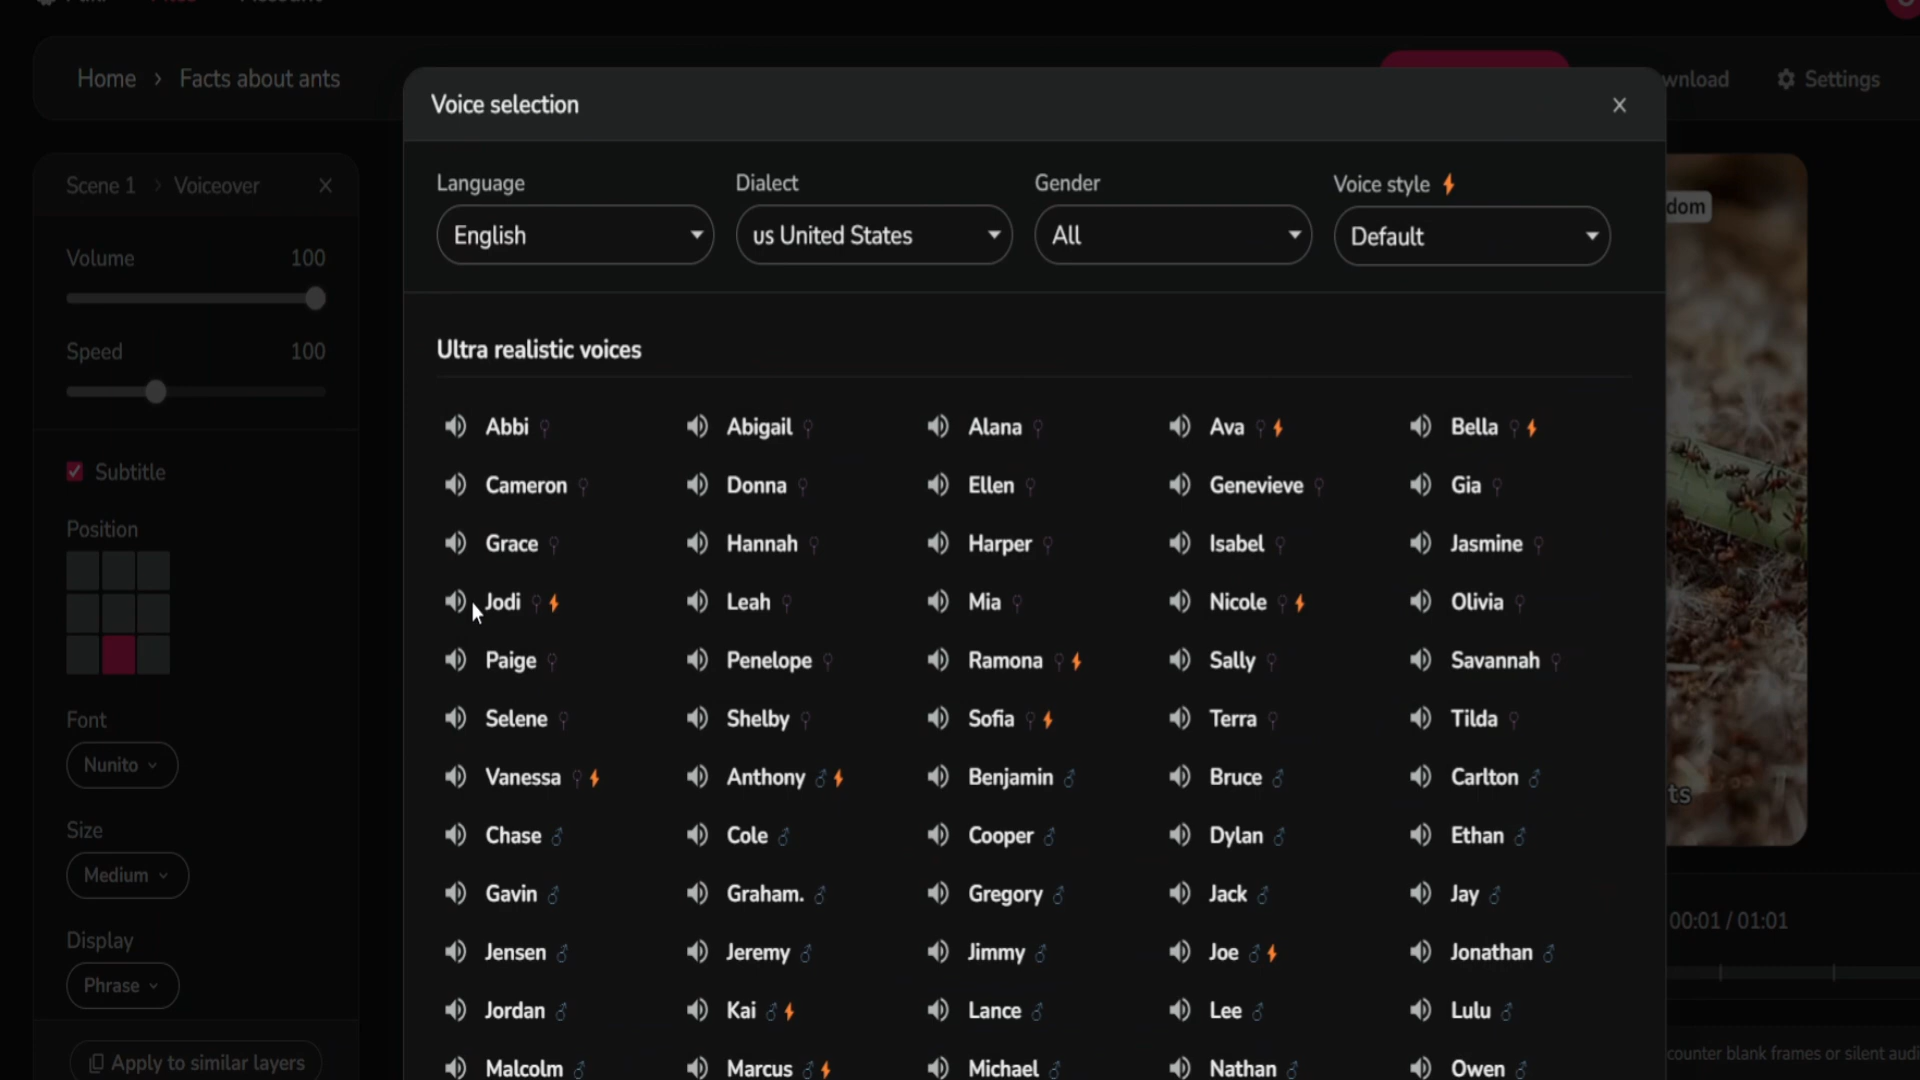 Account
Home > Facts about ants
wnload
Settings
Voice selection
Scene 1 > Voiceover
Language
Dialect
Gender
Voice style
English
us United States
All
Default
dom
Volume 100
Speed 100
Ultra realistic voices
Abbi Abigail Alana Ava Bella
Cameron Donna Ellen Genevieve Gia
Grace Hannah Harper Isabel Jasmine
Jodi Leah Mia Nicole Olivia
Paige Penelope Ramona Sally Savannah
Selene Shelby Sofia Terra Tilda
Vanessa Anthony Benjamin Bruce Carlton
Chase Cole Cooper Dylan Ethan
Gavin Graham. Gregory Jack Jay
Jensen Jeremy Jimmy Joe Jonathan
Jordan Kai Lance Lee Lulu
Malcolm Marcus Michael Nathan Owen
Subtitle
Position
Font
Nunito
Size
Medium
Display
Phrase
Apply to similar layers
ts
00:01 / 01:01
counter blank frames or silent audi